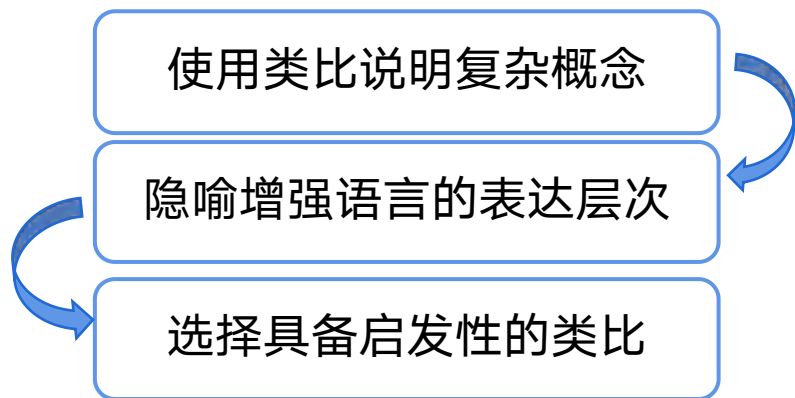 使用类比说明复杂概念
隐喻增强语言的表达层次
选择具备启发性的类比